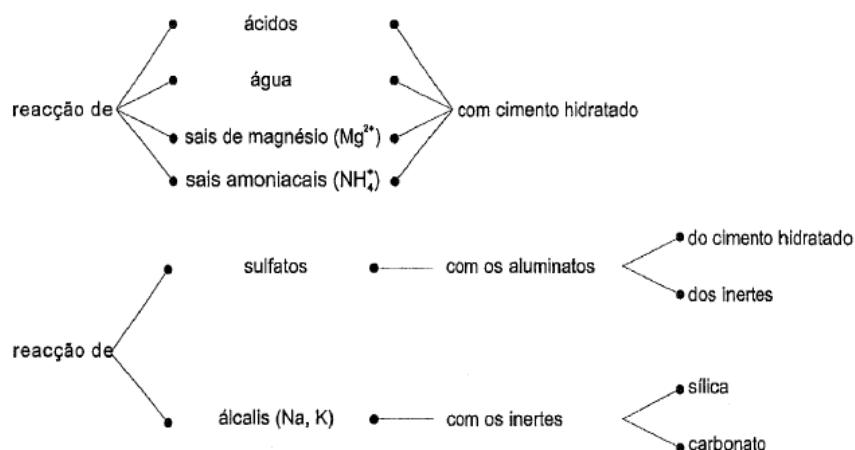 ácidos
água
reacção de
com cimento hidratado
sais de magnésio (Mg²⁺)
sais amoniacais (NH₄⁺)
do cimento hidratado
sulfatos
com os aluminatos
dos inertes
reacção de
sílica
álcalis (Na, K)
com os inertes
carbonato